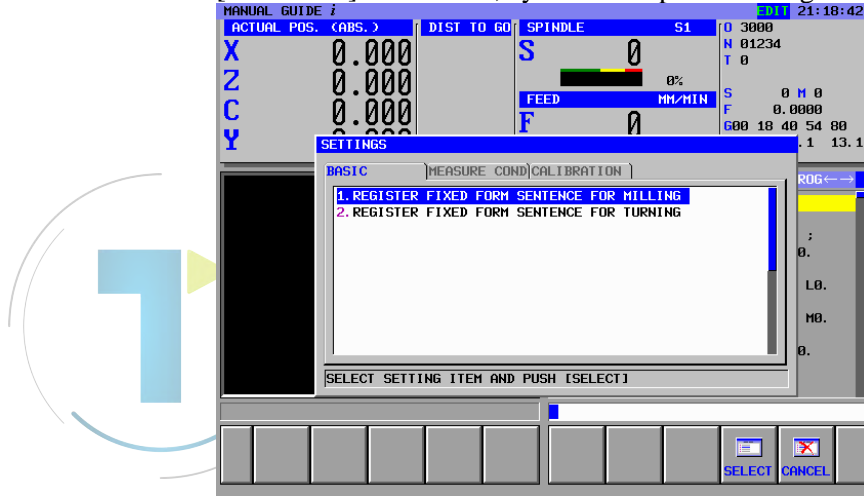 MANUAL GUIDE i EDIT 21:18:42
ACTUAL POS. (ABS.) DIST TO GO SPINDLE S1 O 3000
X 0.000 S 0 N 01234
T 0
Z 0.000 0%
FEED MM/MIN S 0 M 0
C 0.000 F 0 F 0.0000
G00 18 40 54 80
Y .1 13.1
SETTINGS
BASIC MEASURE COND CALIBRATION
ROG←→
1.REGISTER FIXED FORM SENTENCE FOR MILLING
2.REGISTER FIXED FORM SENTENCE FOR TURNING
;
0.
L0.
M0.
0.
SELECT SETTING ITEM AND PUSH [SELECT]
SELECT CANCEL